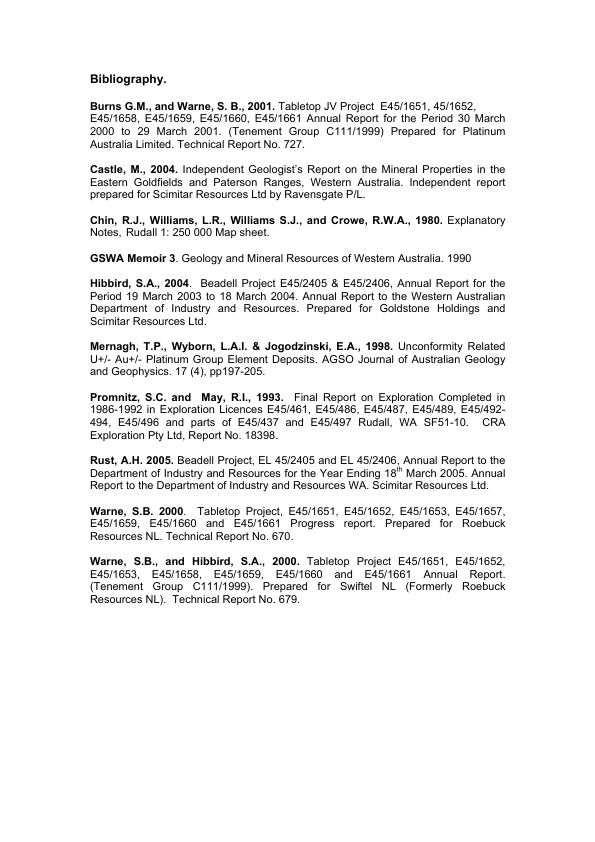 Bibliography.
Burns G.M., and Warne, S. B., 2001. Tabletop JV Project E45/1651, 45/1652,
E45/1658, E45/1659, E45/1660, E45/1661 Annual Report for the Period 30 March
2000 to 29 March 2001. (Tenement Group C111/1999) Prepared for Platinum
Australia Limited. Technical Report No. 727.
Castle, M., 2004. Independent Geologist's Report on the Mineral Properties in the
Eastern Goldfields and Paterson Ranges, Western Australia. Independent report
prepared for Scimitar Resources Ltd by Ravensgate P/L.
Chin, R.J., Williams, L.R., Williams S.J., and Crowe, R.W.A., 1980. Explanatory
Notes, Rudall 1: 250 000 Map sheet.
GSWA Memoir 3. Geology and Mineral Resources of Western Australia. 1990
Hibbird, S.A., 2004. Beadell Project E45/2405 & E45/2406, Annual Report for the
Period 19 March 2003 to 18 March 2004. Annual Report to the Western Australian
Department of Industry and Resources. Prepared for Goldstone Holdings and
Scimitar Resources Ltd.
Mernagh, T.P., Wyborn, L.A.I. & Jogodzinski, E.A., 1998. Unconformity Related
U+/- Au+/- Platinum Group Element Deposits. AGSO Journal of Australian Geology
and Geophysics. 17 (4), pp197-205.
Promnitz, S.C. and May, R.I., 1993. Final Report on Exploration Completed in
1986-1992 in Exploration Licences E45/461, E45/486, E45/487, E45/489, E45/492-
494, E45/496 and parts of E45/437 and E45/497 Rudall, WA SF51-10. CRA
Exploration Pty Ltd, Report No. 18398.
Rust, A.H. 2005. Beadell Project, EL 45/2405 and EL 45/2406, Annual Report to the
Department of Industry and Resources for the Year Ending 18th March 2005. Annual
Report to the Department of Industry and Resources WA. Scimitar Resources Ltd.
Warne, S.B. 2000. Tabletop Project, E45/1651, E45/1652, E45/1653, E45/1657,
E45/1659, E45/1660 and E45/1661 Progress report. Prepared for Roebuck
Resources NL. Technical Report No. 670.
Warne, S.B., and Hibbird, S.A., 2000. Tabletop Project E45/1651, E45/1652,
E45/1653, E45/1658, E45/1659, E45/1660 and E45/1661 Annual Report.
(Tenement Group C111/1999). Prepared for Swiftel NL (Formerly Roebuck
Resources NL). Technical Report No. 679.